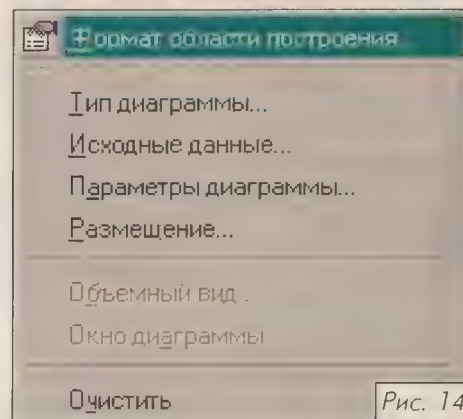 Формат области построения
Тип диаграммы...
Исходные данные...
Параметры диаграммы...
Размещение...
Объемный вид .
Окно диаграммы
Очистить
Рис. 14